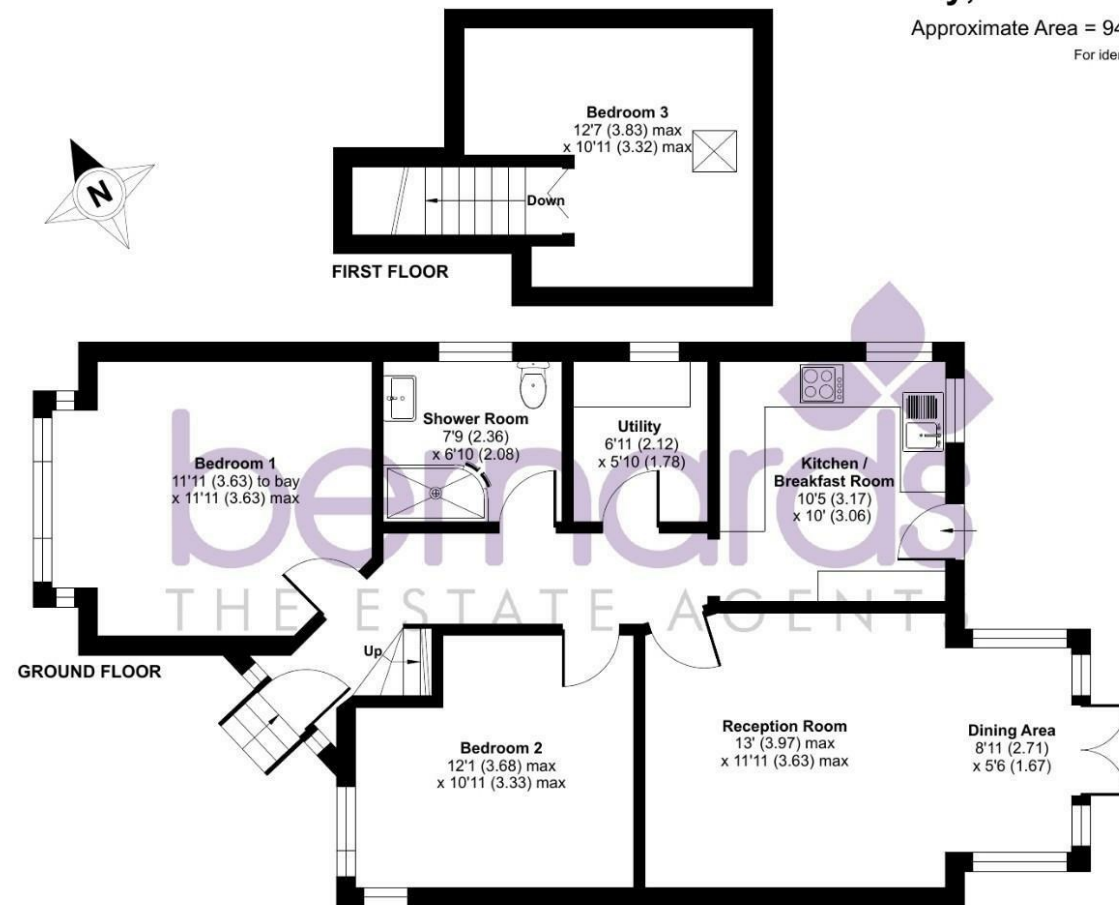 Approximate Area = 94
For iden
Bedroom 3
12'7 (3.83) max
x 10'11 (3.32) max
N
Down
FIRST FLOOR
Shower Room
7'9 (2.36)
x 6'10 (2.08)
Utility
6'11 (2.12)
x 5'10 (1.78)
Bedroom 1
11'11 (3.63) to bay
x 11'11 (3.63) max
Kitchen /
Breakfast Room
10'5 (3.17)
x 10' (3.06)
bernards
THE ESTATE AGENTS
GROUND FLOOR
Up
Bedroom 2
12'1 (3.68) max
x 10'11 (3.33) max
Reception Room
13' (3.97) max
x 11'11 (3.63) max
Dining Area
8'11 (2.71)
x 5'6 (1.67)